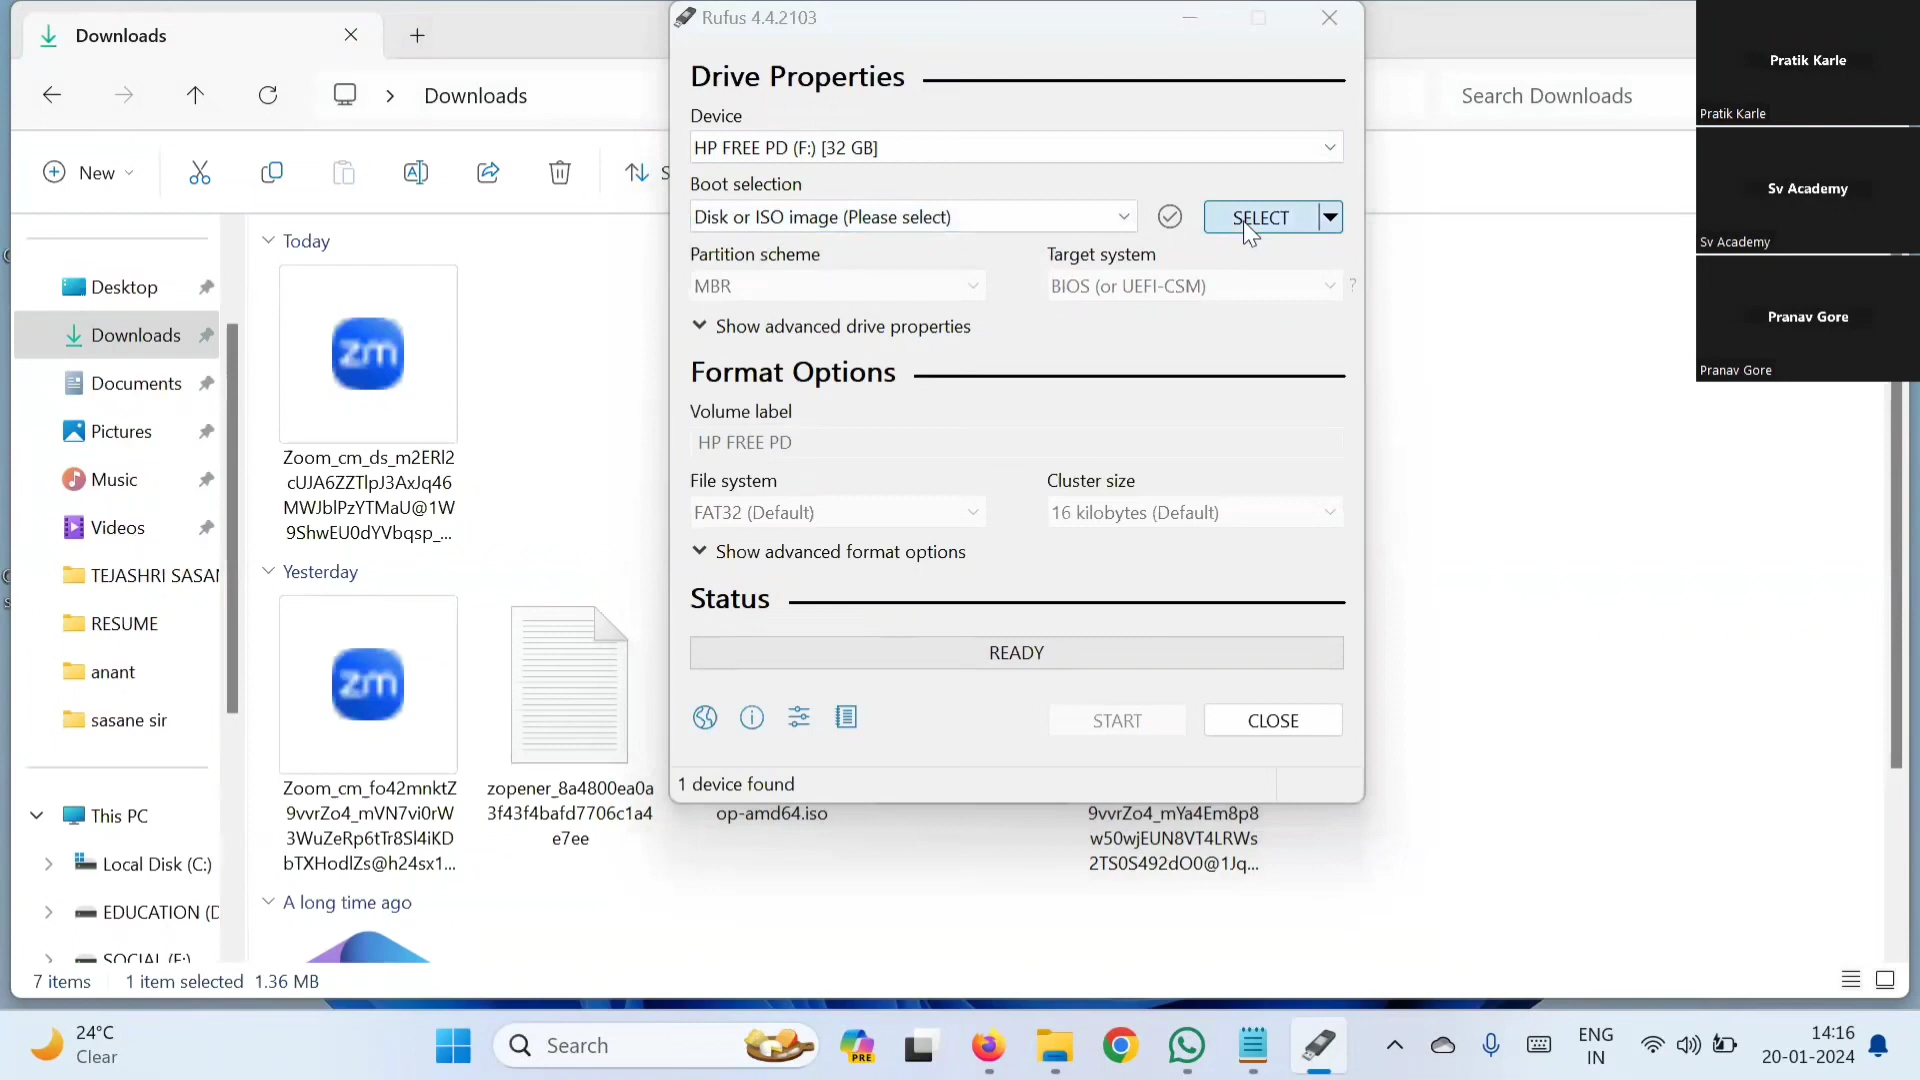 Downloads
Rufus 4.4.2103
Downloads
Search Downloads
New
Drive Properties
Device
HP FREE PD (F:) [32 GB]
Boot selection
Disk or ISO image (Please select)
SELECT
Partition scheme
Target system
MBR
BIOS (or UEFI-CSM)
?
Show advanced drive properties
Format Options
Volume label
HP FREE PD
File system
Cluster size
FAT32 (Default)
16 kilobytes (Default)
Show advanced format options
Status
READY
START
CLOSE
1 device found
Desktop
Downloads
Documents
Pictures
Music
Videos
TEJASHRI SASAN
RESUME
anant
sasane sir
This PC
Local Disk (C:)
EDUCATION (D
SOCIAL (E:)
Today
zm
Zoom_cm_ds_m2ERl2
cUJA6ZZTlpJ3AxJq46
MWJblPzYTMaU@1W
9ShwEU0dYVbqsp_...
Yesterday
zm
Zoom_cm_fo42mnktZ
9vvrZo4_mVN7vi0rW
3WuZeRp6tTr8Sl4iKD
bTXHodlZs@h24sx1...
zopener_8a4800ea0a
3f43f4bafd7706c1a4
e7ee
op-amd64.iso
9vvrZo4_mYa4Em8p8
w50wjEUN8VT4LRWs
2TS0S492dO0@1Jq...
A long time ago
7 items
1 item selected 1.36 MB
Pratik Karle
Pratik Karle
Sv Academy
Sv Academy
Pranav Gore
Pranav Gore
24°C
Clear
Search
PRE
ENG
IN
14:16
20-01-2024